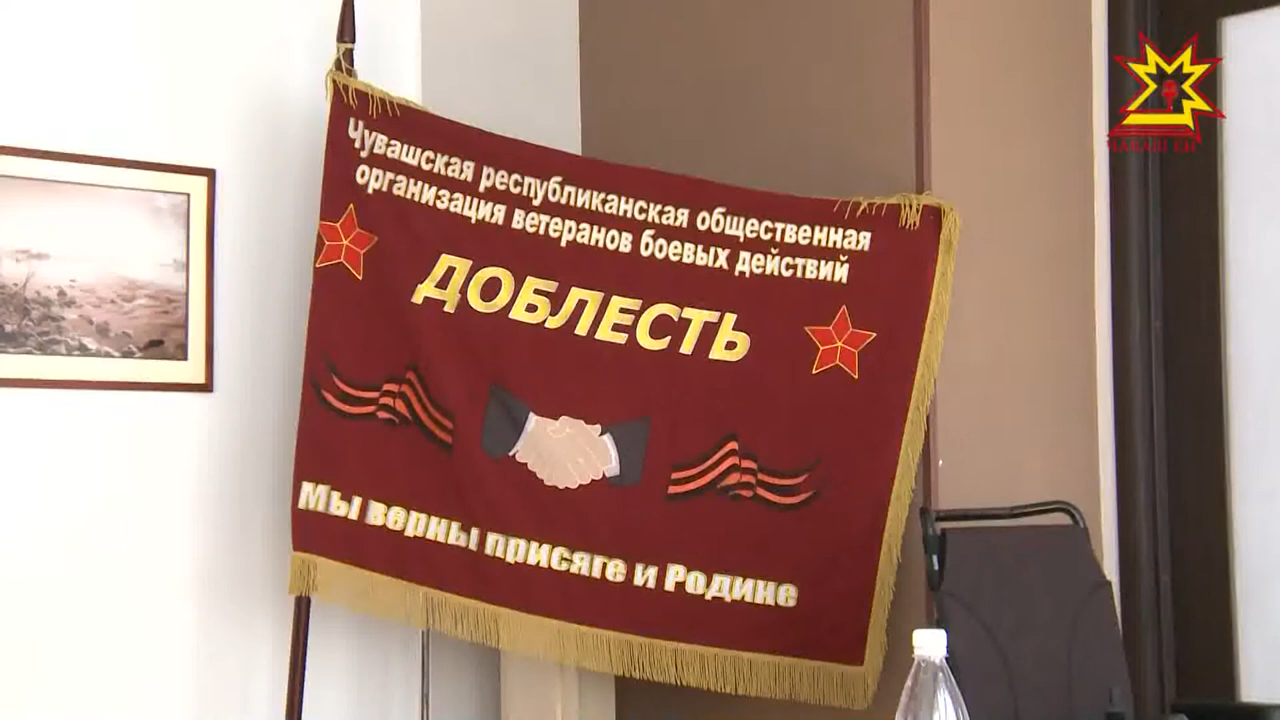 Чувашская республиканская общественная
организация ветеранов боевых действий
ДОБЛЕСТЬ
Мы верны присяге и Родине